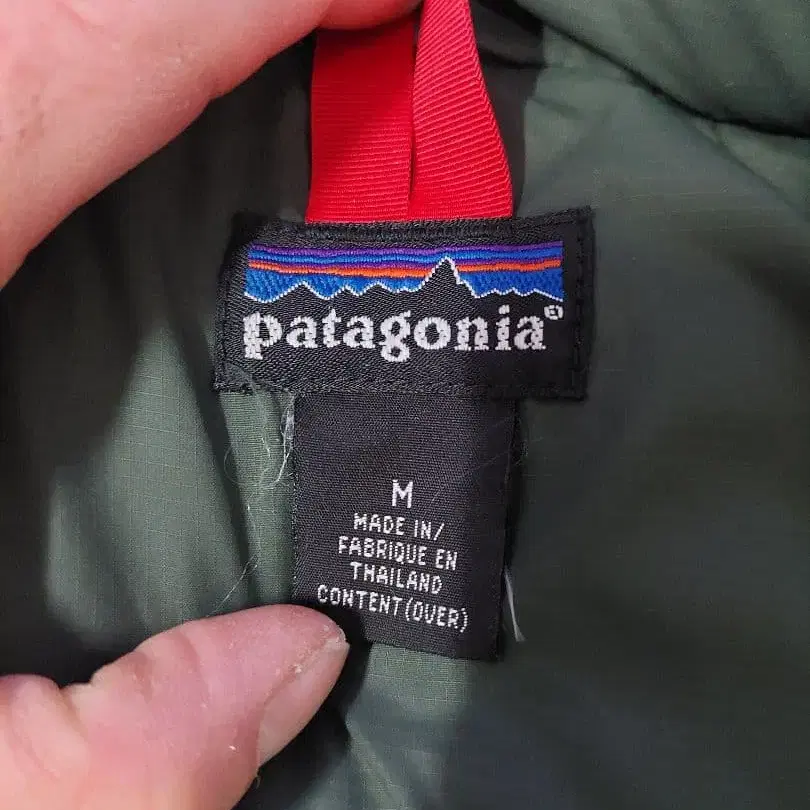 patagonia®
M
MADE IN/
FABRIQUE EN
THAILAND
CONTENT(OVER)